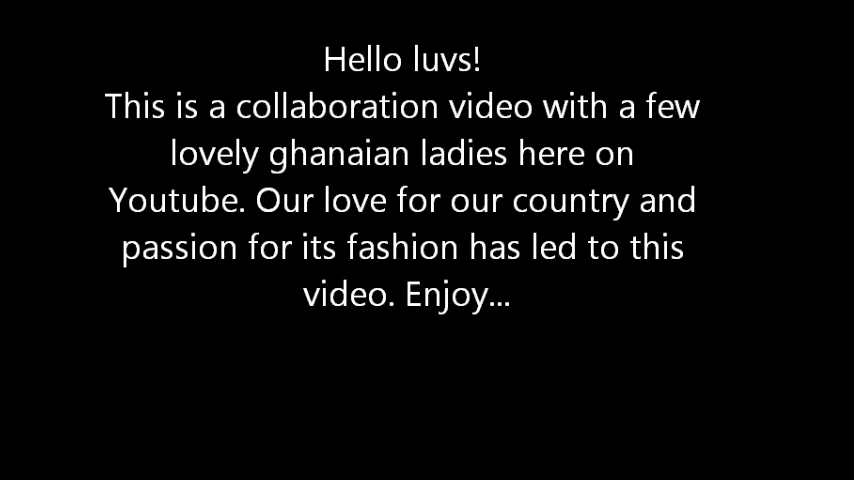 Hello luvs!
This is a collaboration video with a few
lovely ghanaian ladies here on
Youtube. Our love for our country and
passion for its fashion has led to this
video. Enjoy...